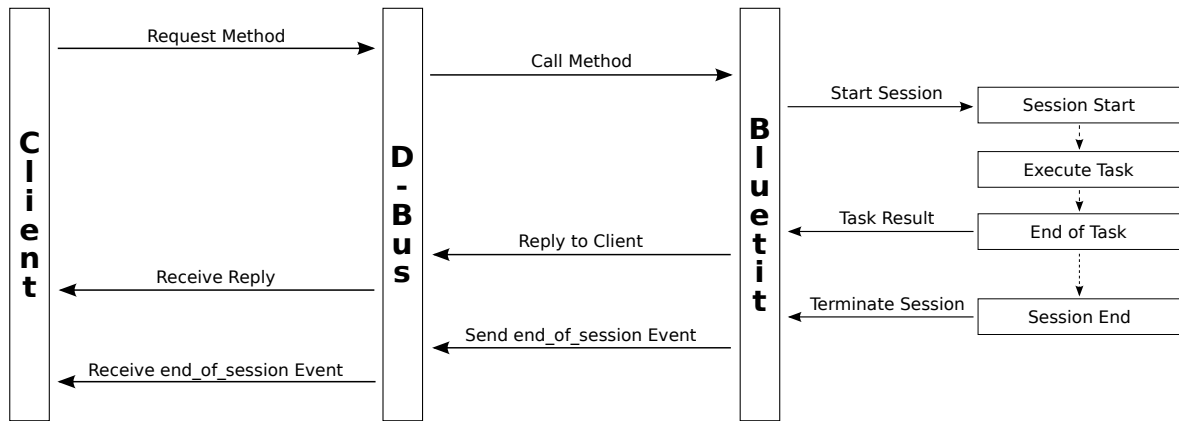 Client
D-Bus
Bluetit
Request Method
Call Method
Start Session
Session Start
Execute Task
Task Result
End of Task
Reply to Client
Receive Reply
Terminate Session
Session End
Send end_of_session Event
Receive end_of_session Event